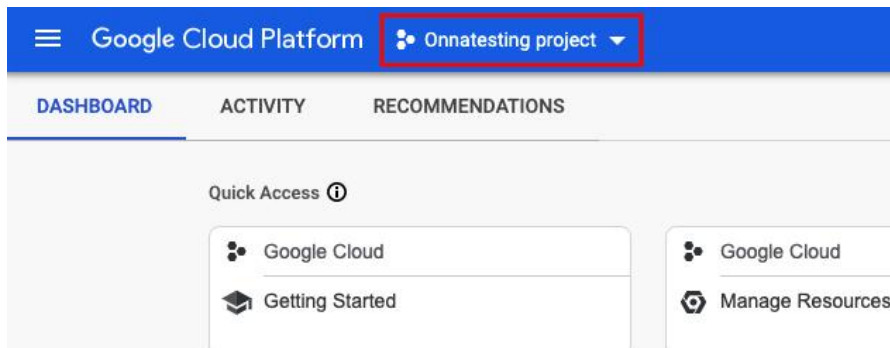 Google Cloud Platform Onnatesting project
DASHBOARD ACTIVITY RECOMMENDATIONS
Quick Access
Google Cloud Google Cloud
Getting Started Manage Resources